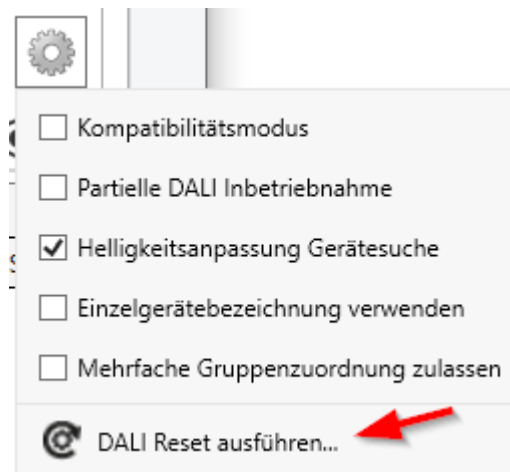 Kompatibilitätsmodus
Partielle DALI Inbetriebnahme
Helligkeitsanpassung Gerätesuche
Einzelgerätebezeichnung verwenden
Mehrfache Gruppenzuordnung zulassen
DALI Reset ausführen...